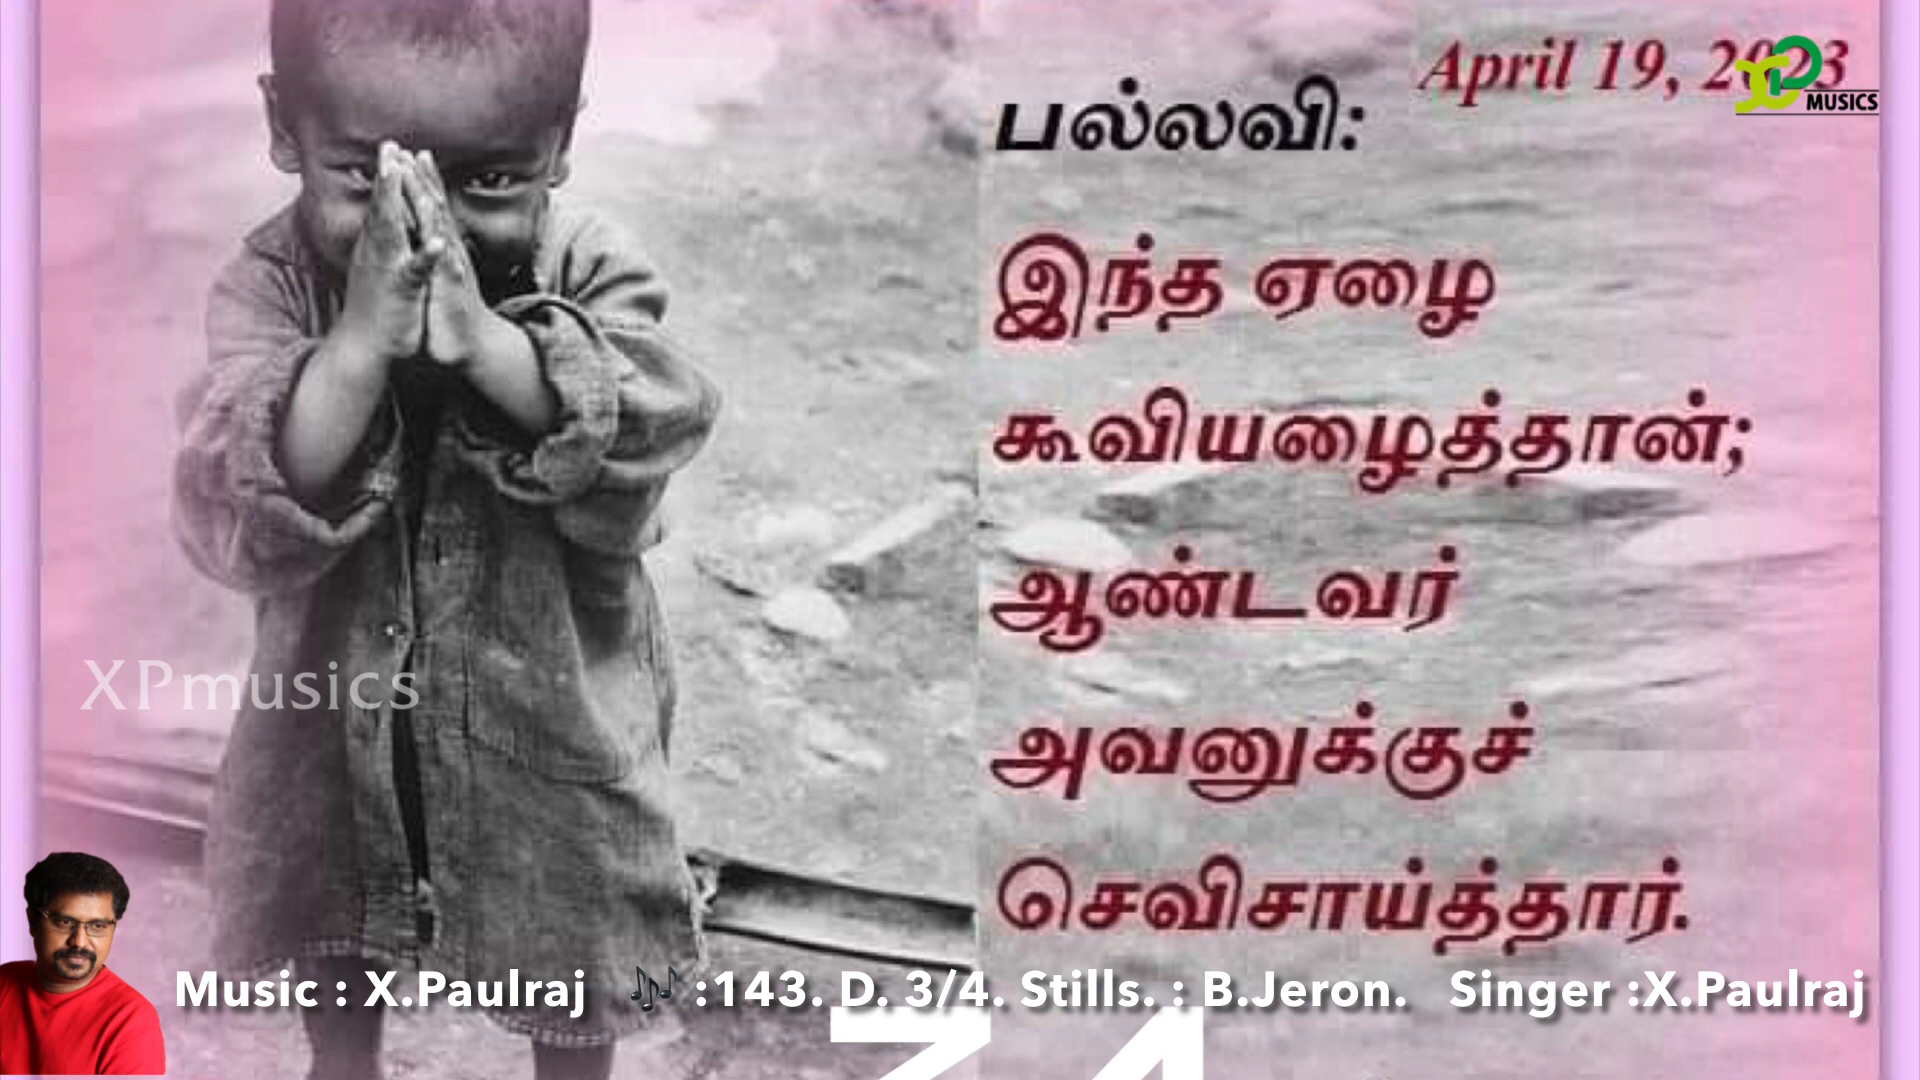 April 19, 2023
MUSICS
பல்லவி:
இந்த ஏழை
கூவியழைத்தான்;
ஆண்டவர்
அவனுக்குச்
செவிசாய்த்தார்.
XPmusics
Music : X.Paulraj 🎶 :143. D. 3/4. Stills. : B.Jeron. Singer :X.Paulraj